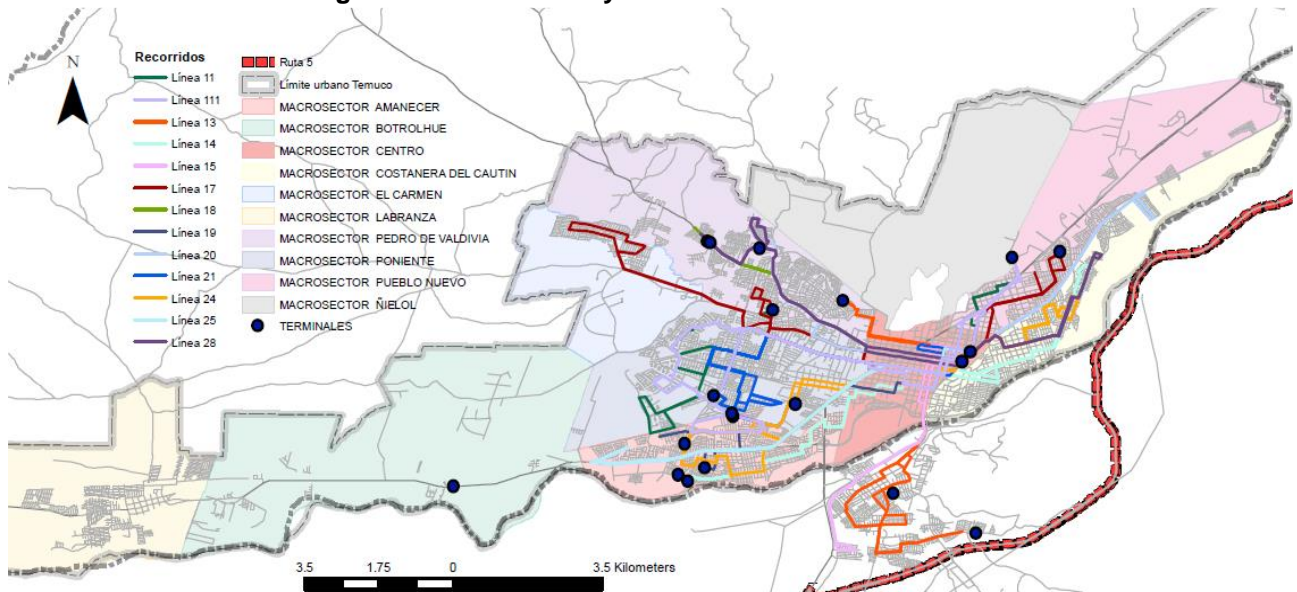 N
Recorridos
Línea 11
Línea 111
Línea 13
Línea 14
Línea 15
Línea 17
Línea 18
Línea 19
Línea 20
Línea 21
Línea 24
Línea 25
Línea 28
Ruta 5
Límite urbano Temuco
MACROSECTOR AMANECER
MACROSECTOR BOTROLHUE
MACROSECTOR CENTRO
MACROSECTOR COSTANERA DEL CAUTIN
MACROSECTOR EL CARMEN
MACROSECTOR LABRANZA
MACROSECTOR PEDRO DE VALDIVIA
MACROSECTOR PONIENTE
MACROSECTOR PUEBLO NUEVO
MACROSECTOR ÑIELOL
TERMINALES
3.5 1.75 0 3.5 Kilometers